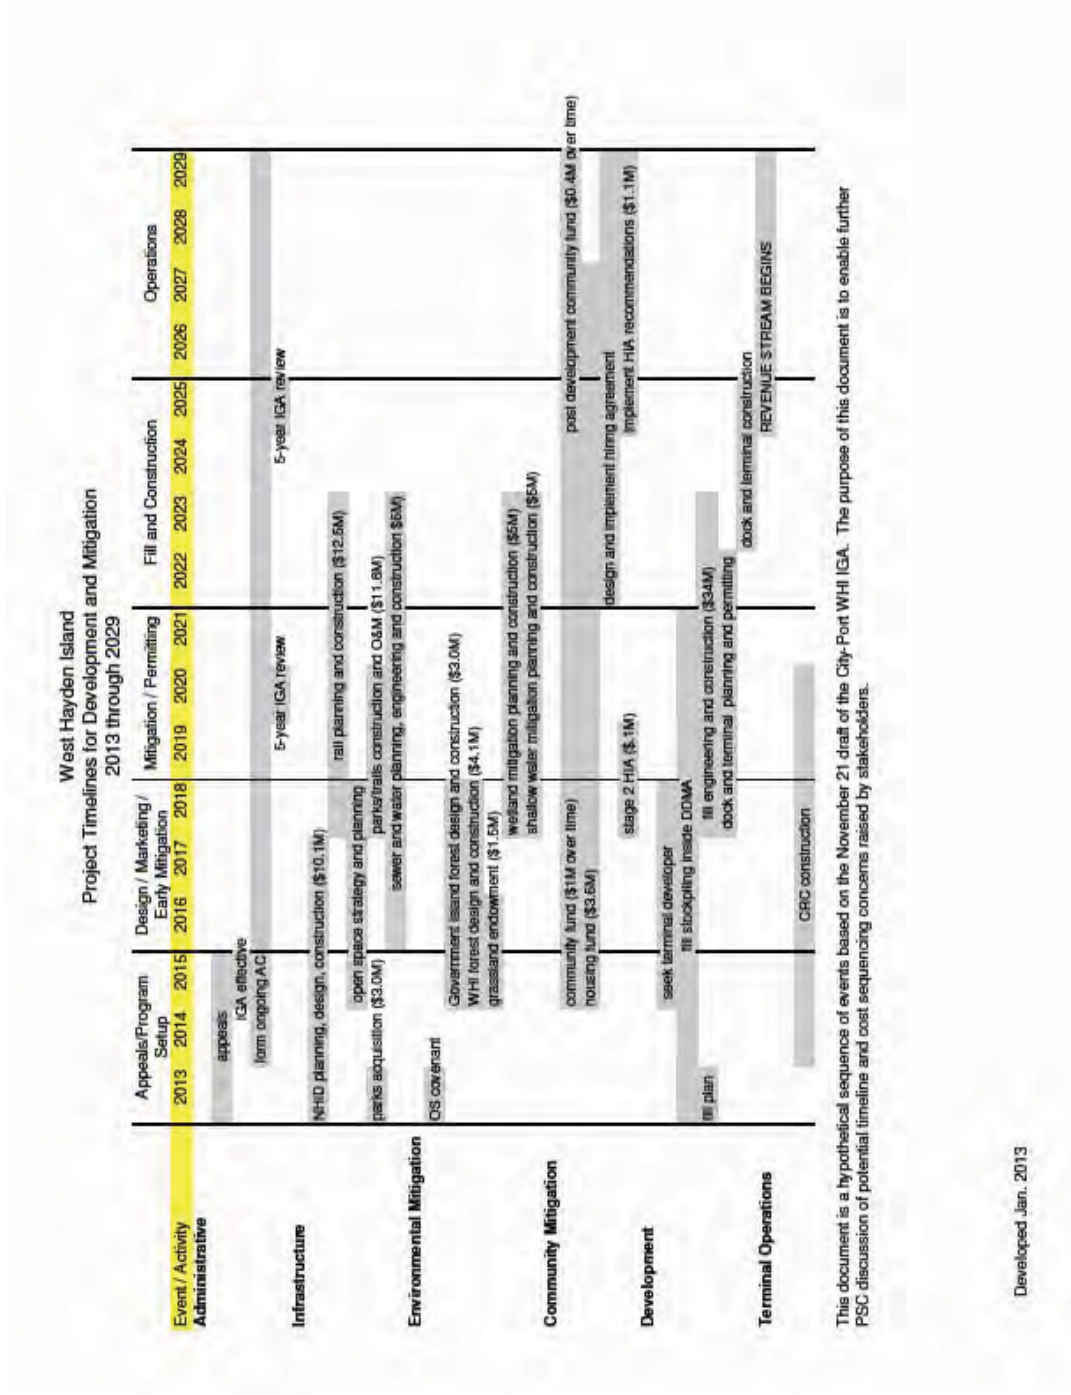 West Hayden Island
Project Timelines for Development and Mitigation
2013 through 2029
Appeals/Program Setup
Design / Marketing / Early Mitigation
Mitigation / Permitting
Fill and Construction
Operations
Event / Activity 2013 2014 2015 2016 2017 2018 2019 2020 2021 2022 2023 2024 2025 2026 2027 2028 2029
Administrative
appeals
IGA effective
form ongoing AC
5-year IGA review 5-year IGA review
Infrastructure
NHID planning, design, construction ($10.1M)
rail planning and construction ($12.5M)
open space strategy and planning
parks acquisition ($3.0M) parks/trails construction and O&M ($11.8M)
sewer and water planning, engineering and construction $6M)
Environmental Mitigation
OS covenant
Government Island forest design and construction ($3.0M)
WHI forest design and construction ($4.1M)
grassland endowment ($1.5M)
wetland mitigation planning and construction ($5M)
shallow water mitigation planning and construction ($5M)
Community Mitigation
community fund ($1M over time) post development community fund ($0.4M over time)
housing fund ($3.6M)
design and implement hiring agreement
stage 2 HIA ($.1M) implement HIA recommendations ($1.1M)
Development
seek terminal developer
fill stockpiling inside DDMA
fill plan fill engineering and construction ($34M)
dock and terminal planning and permitting
dock and terminal construction
Terminal Operations
REVENUE STREAM BEGINS
CRC construction
This document is a hypothetical sequence of events based on the November 21 draft of the City-Port WHI IGA. The purpose of this document is to enable further
PSC discussion of potential timeline and cost sequencing concerns raised by stakeholders.
Developed Jan. 2013